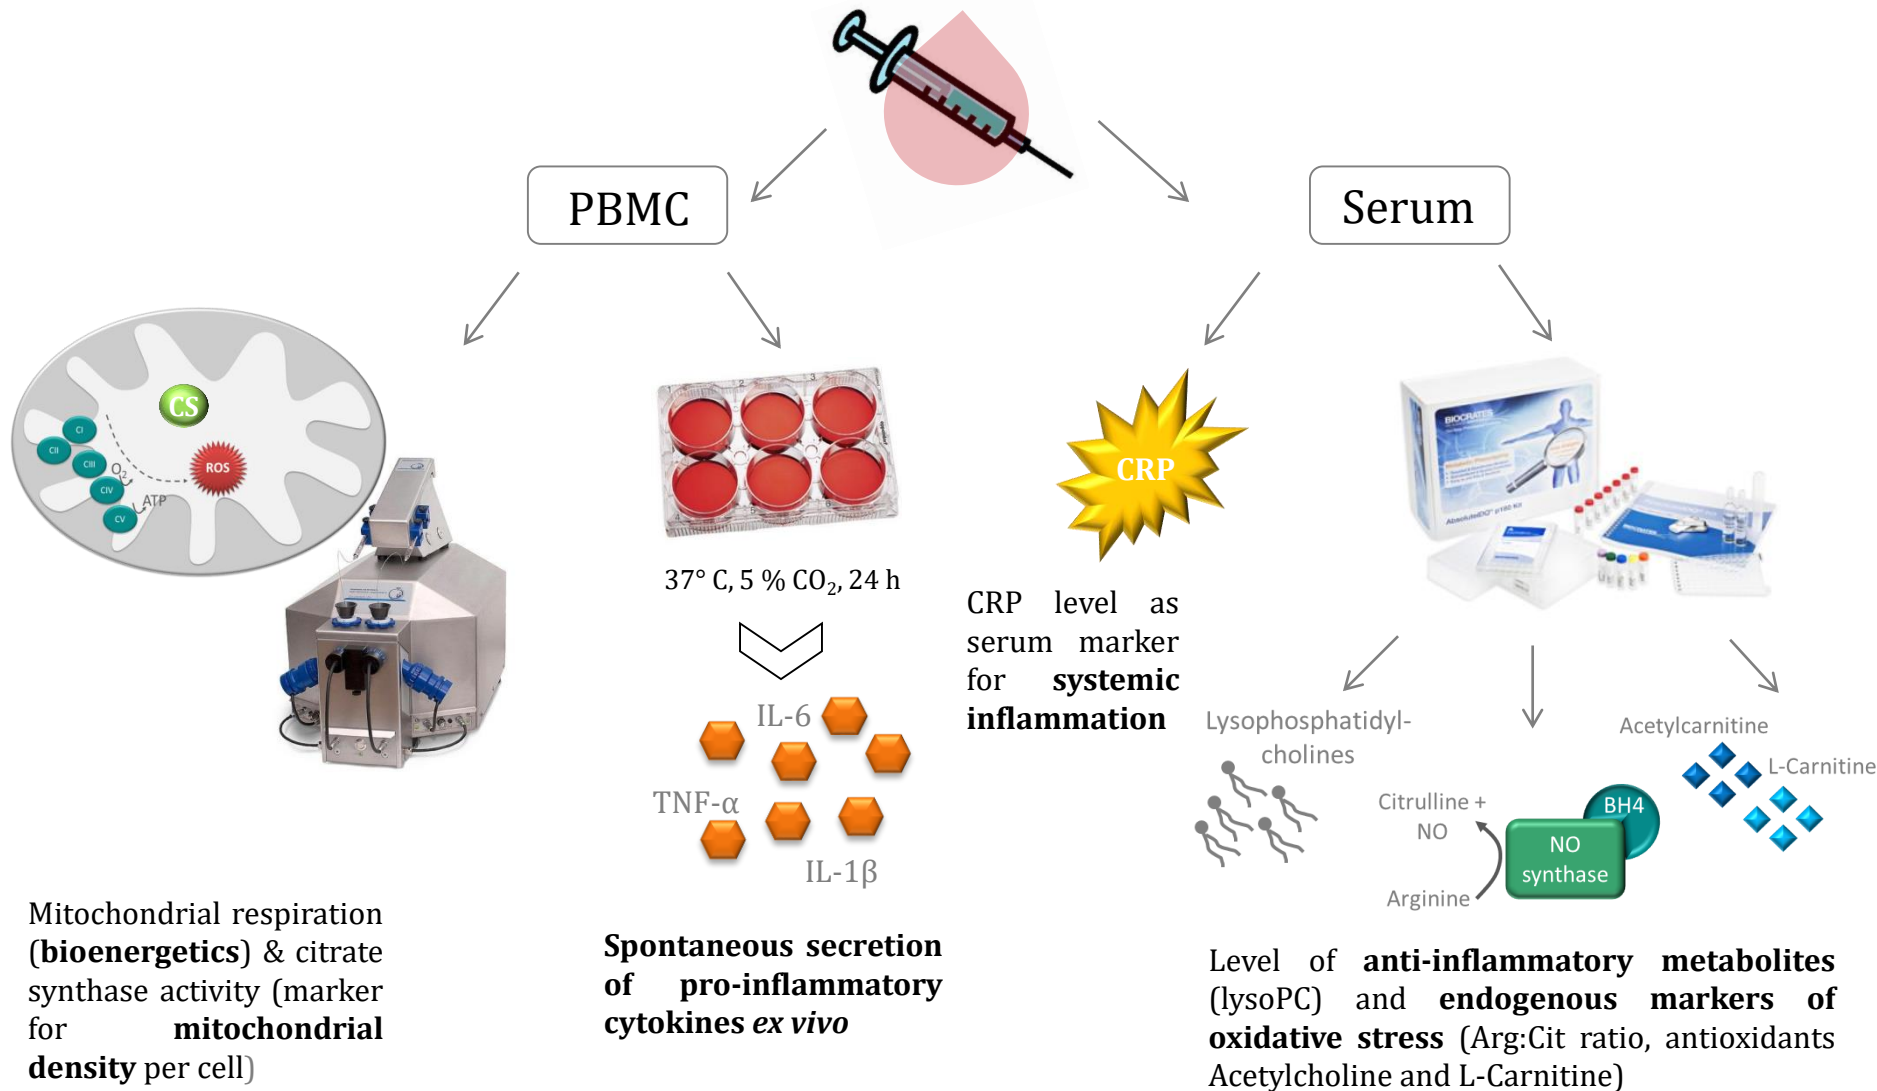 PBMC
Serum
CS
CI
CII
CIII
O2
CIV
ATP
CV
ROS
37° C, 5 % CO₂, 24 h
IL-6
TNF-α
IL-1β
CRP
CRP level as
serum marker
for systemic
inflammation
BIOCRATES
AbsoluteIDQ p180 Kit
Lysophosphatidyl-
cholines
Citrulline +
NO
Arginine
BH4
NO
synthase
Acetylcarnitine
L-Carnitine
Mitochondrial respiration
(bioenergetics) & citrate
synthase activity (marker
for mitochondrial
density per cell)
Spontaneous secretion
of pro-inflammatory
cytokines ex vivo
Level of anti-inflammatory metabolites
(lysoPC) and endogenous markers of
oxidative stress (Arg:Cit ratio, antioxidants
Acetylcholine and L-Carnitine)